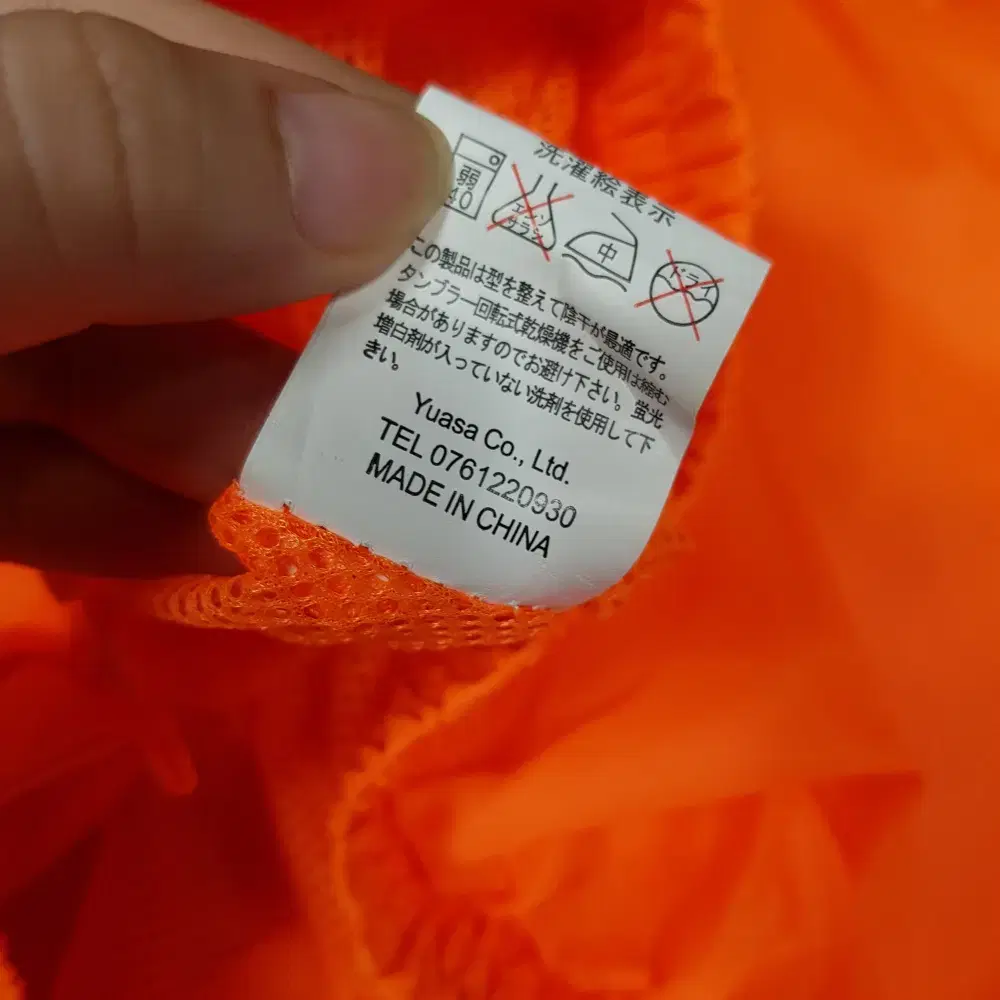 洗濯絵表示
弱
40
エンソ
サラシ
中
ドライ
この製品は型を整えて陰干が最適です。
タンブラー回転式乾燥機をご使用は縮む
場合がありますのでお避け下さい。蛍光
増白剤が入っていない洗剤を使用して下
さい。
Yuasa Co., Ltd.
TEL 0761220930
MADE IN CHINA